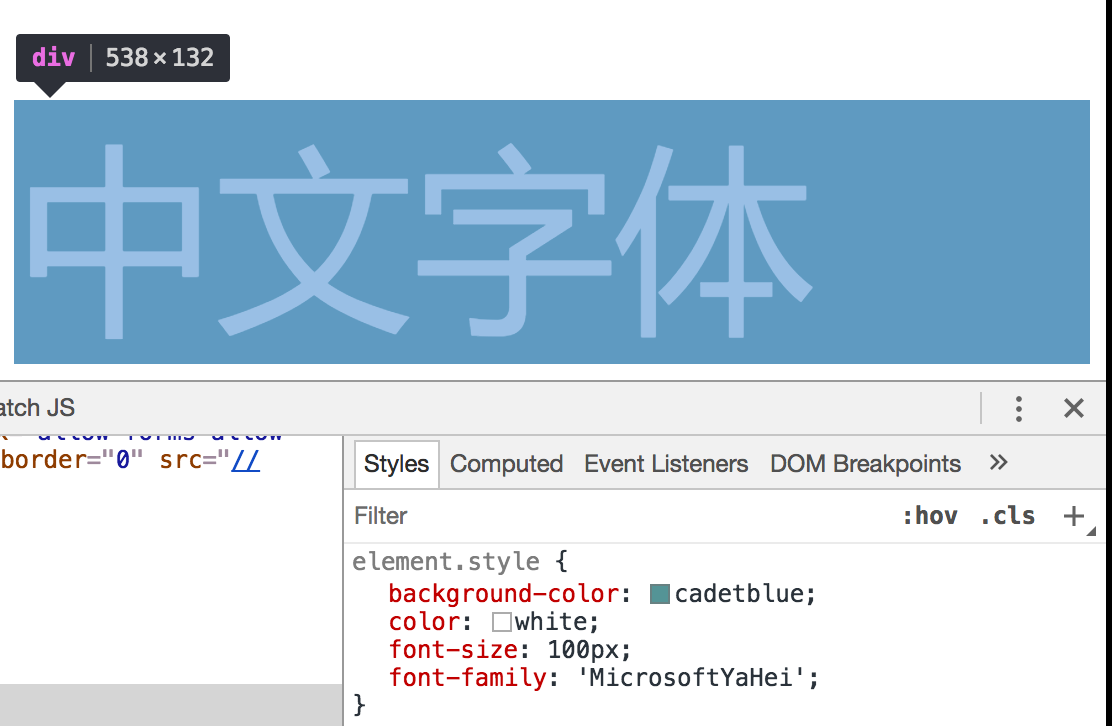 div 538×132
中文字体
atch JS
border="0" src="//
Styles Computed Event Listeners DOM Breakpoints »
Filter :hov .cls +
element.style {
background-color: cadetblue;
color: white;
font-size: 100px;
font-family: 'MicrosoftYaHei';
}